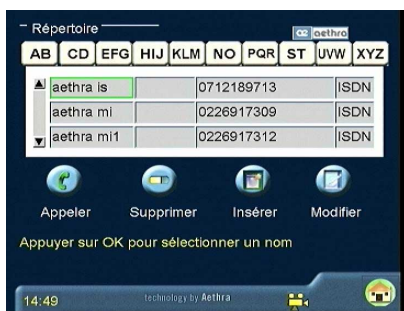 Répertoire
aethra
AB CD EFG HIJ KLM NO PQR ST UVW XYZ
aethra is 0712189713 ISDN
aethra mi 0226917309 ISDN
aethra mi1 0226917312 ISDN
Appeler Supprimer Insérer Modifier
Appuyer sur OK pour sélectionner un nom
14:49 technology by Aethra